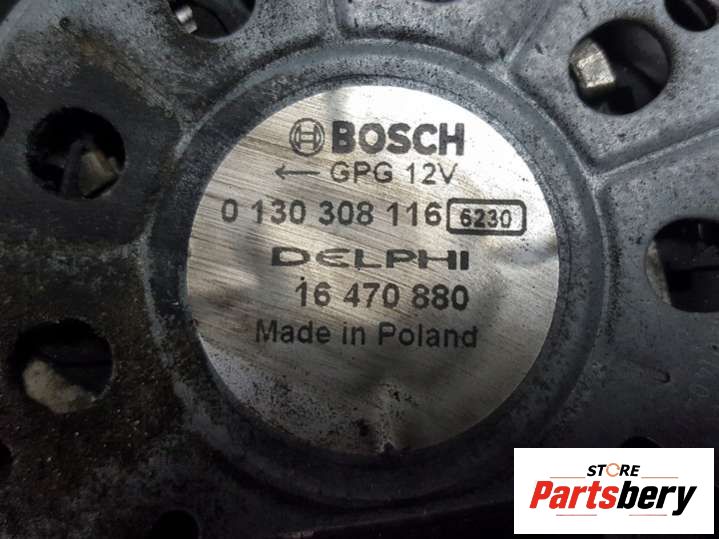 BOSCH
← GPG 12V
0 130 308 116 6230
DELPHI
16 470 880
Made in Poland
STORE
Partsbery